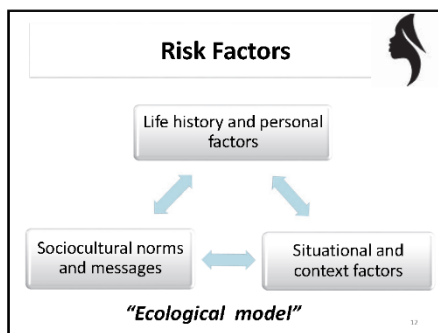 Risk Factors
Life history and personal
factors
Sociocultural norms
and messages
Situational and
context factors
"Ecological model"
12